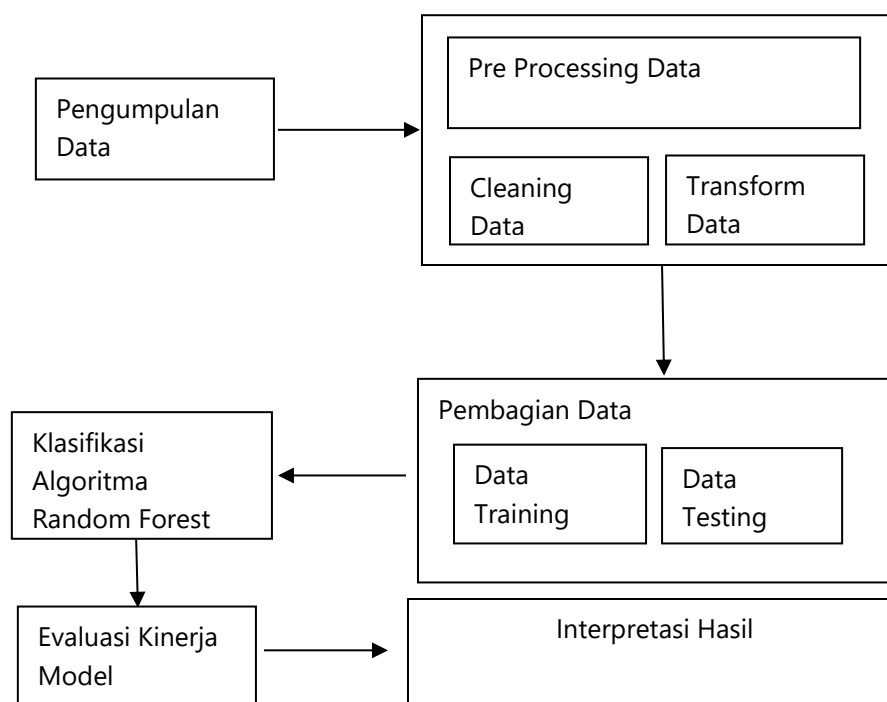 Pengumpulan
Data
Pre Processing Data
Cleaning
Data
Transform
Data
Pembagian Data
Data
Training
Data
Testing
Klasifikasi
Algoritma
Random Forest
Evaluasi Kinerja
Model
Interpretasi Hasil